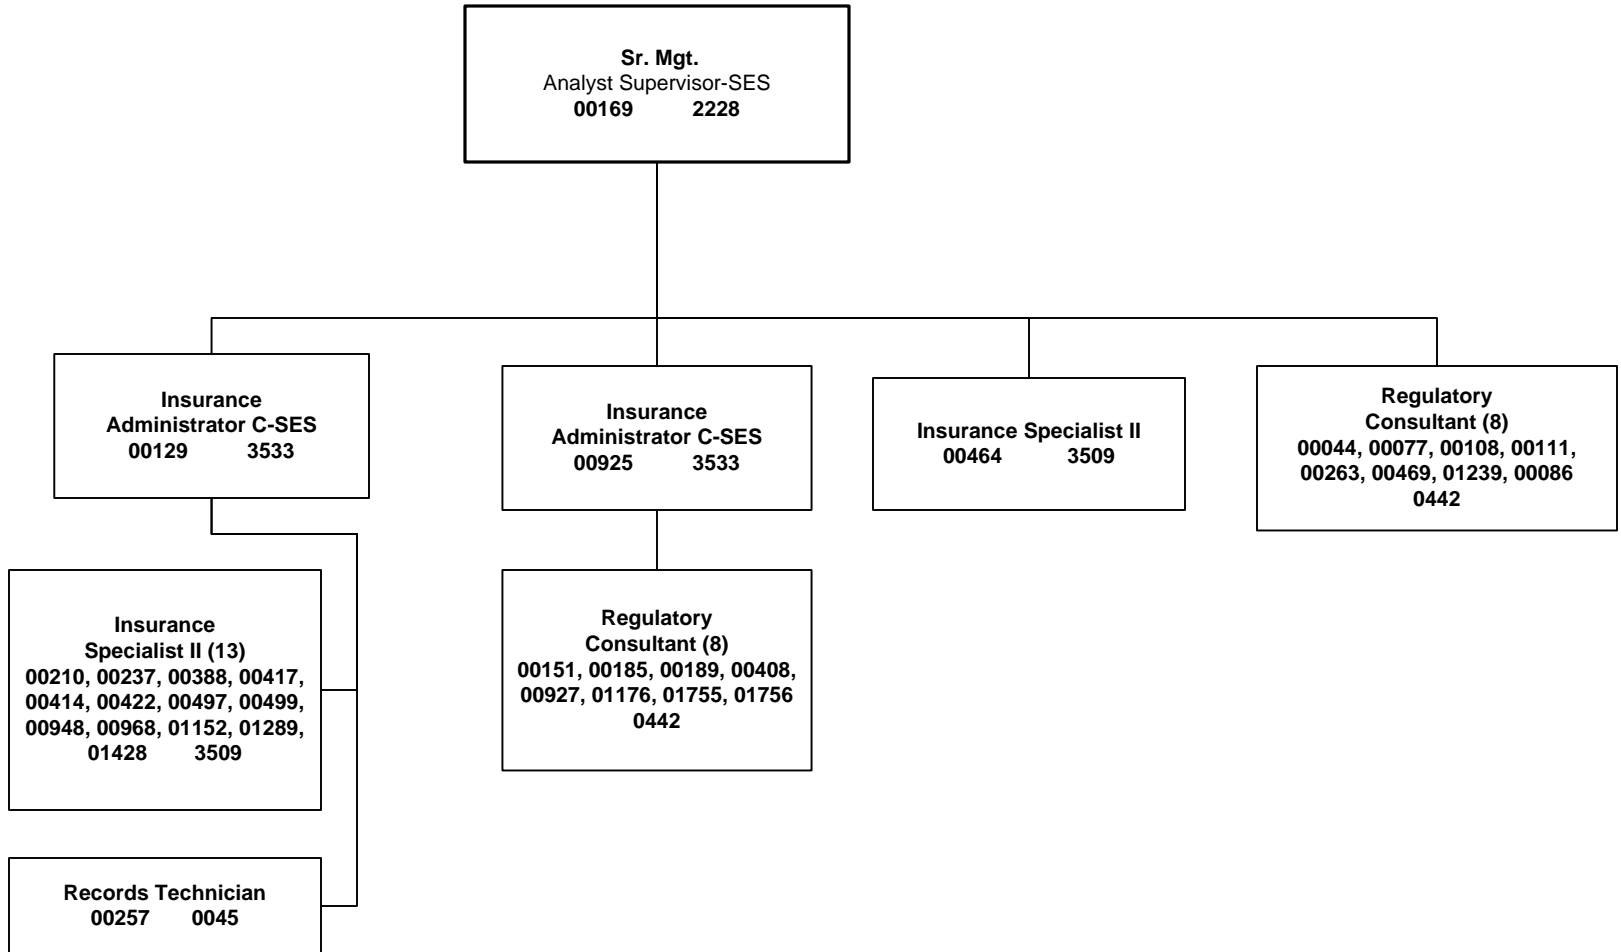 Sr. Mgt.
Analyst Supervisor-SES
00169 2228
Insurance
Administrator C-SES
00129 3533
Insurance
Administrator C-SES
00925 3533
Insurance Specialist II
00464 3509
Regulatory
Consultant (8)
00044, 00077, 00108, 00111,
00263, 00469, 01239, 00086
0442
Insurance
Specialist II (13)
00210, 00237, 00388, 00417,
00414, 00422, 00497, 00499,
00948, 00968, 01152, 01289,
01428 3509
Regulatory
Consultant (8)
00151, 00185, 00189, 00408,
00927, 01176, 01755, 01756
0442
Records Technician
00257 0045